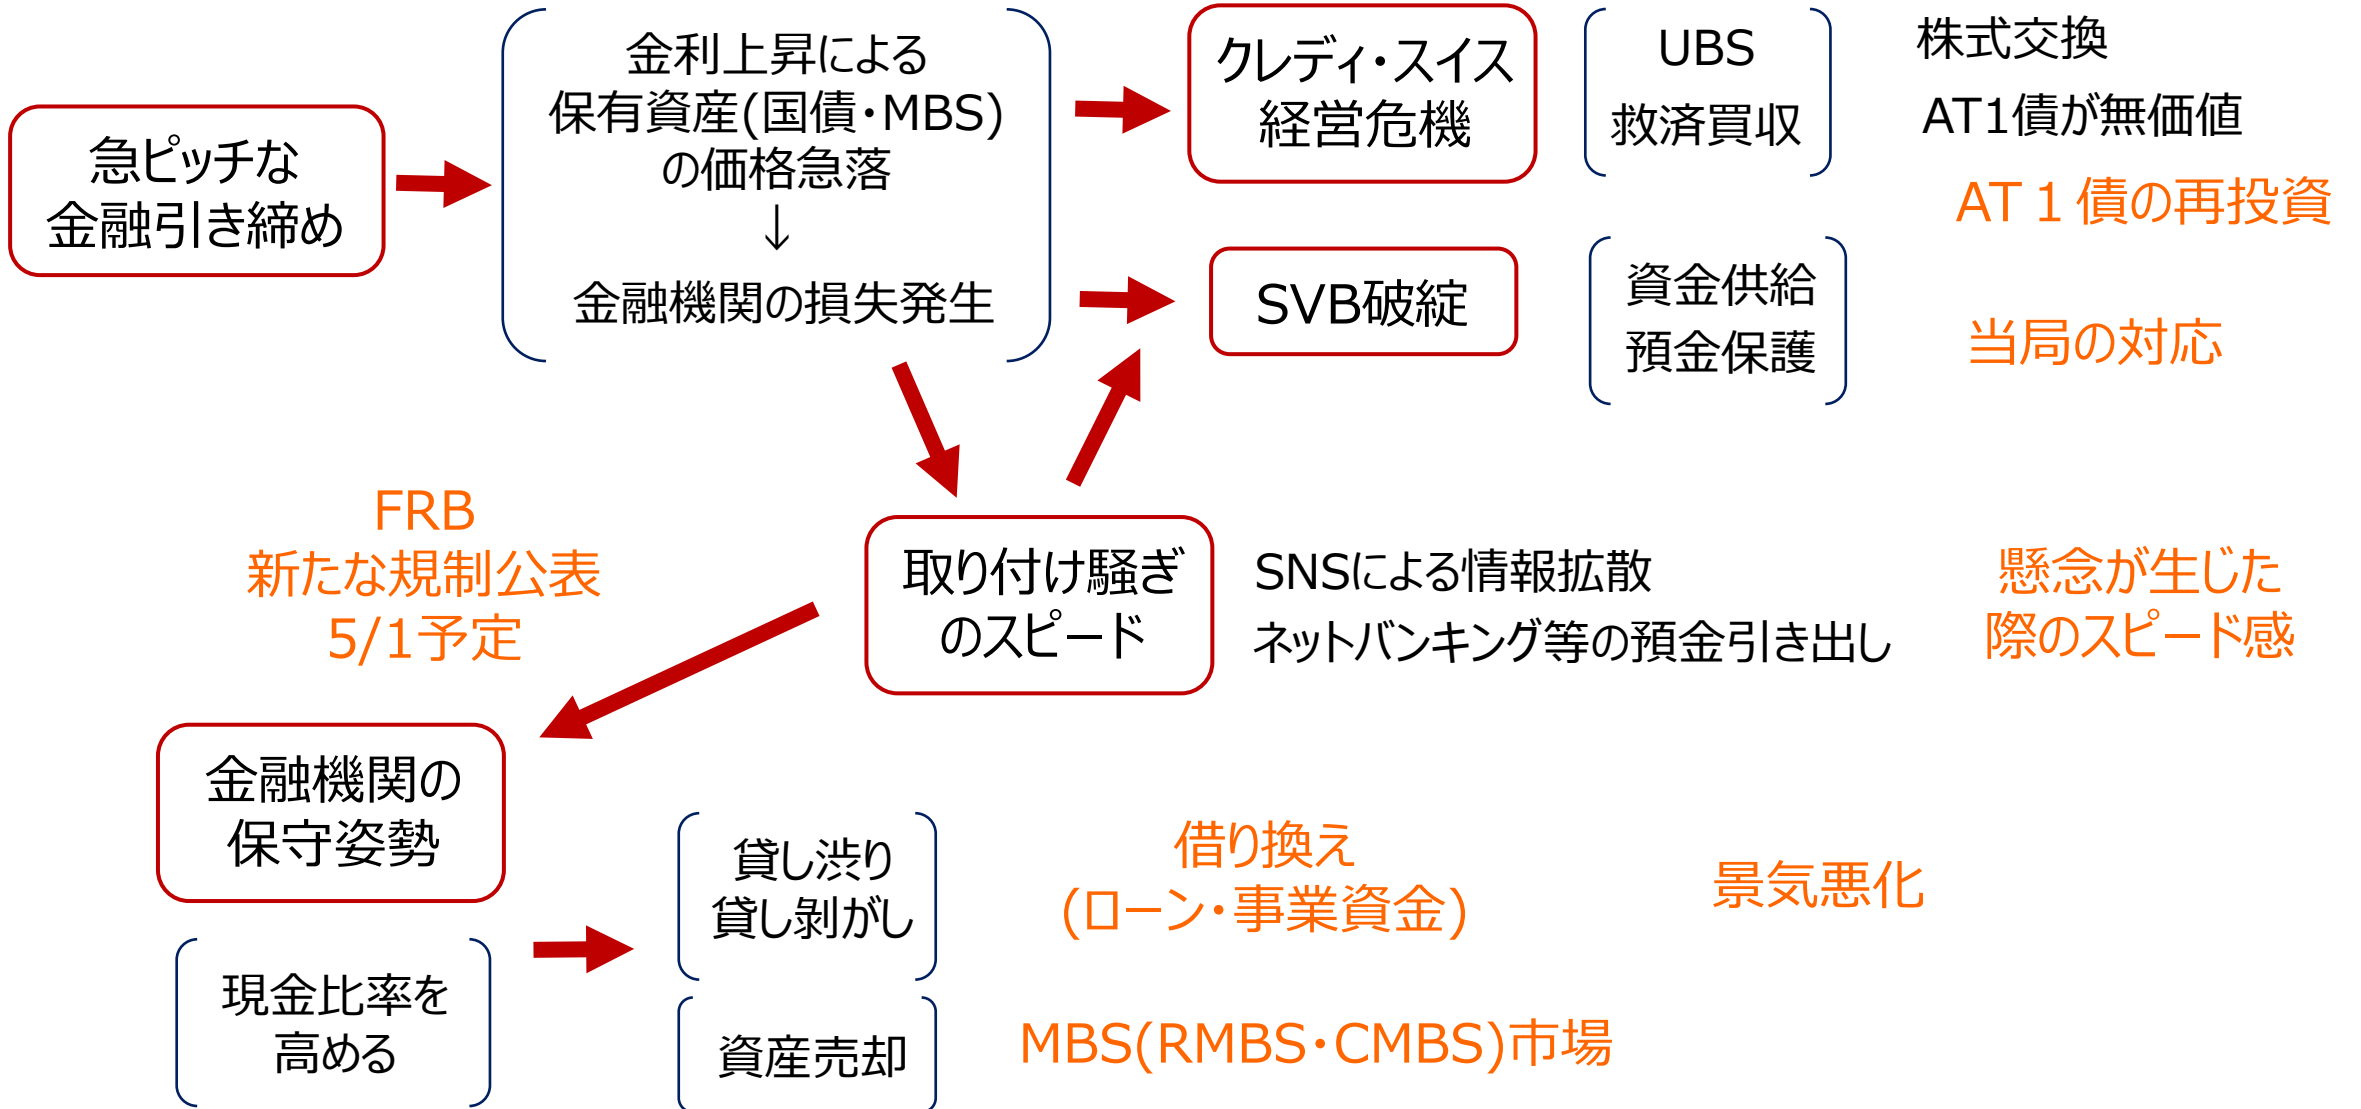 急ピッチな
金融引き締め
金利上昇による
保有資産(国債・MBS)
の価格急落
↓
金融機関の損失発生
クレディ・スイス
経営危機
UBS
救済買収
株式交換
AT1債が無価値
AT１債の再投資
SVB破綻
資金供給
預金保護
当局の対応
FRB
新たな規制公表
5/1予定
取り付け騒ぎ
のスピード
SNSによる情報拡散
ネットバンキング等の預金引き出し
懸念が生じた
際のスピード感
金融機関の
保守姿勢
現金比率を
高める
貸し渋り
貸し剝がし
借り換え
(ローン・事業資金)
景気悪化
資産売却
MBS(RMBS・CMBS)市場